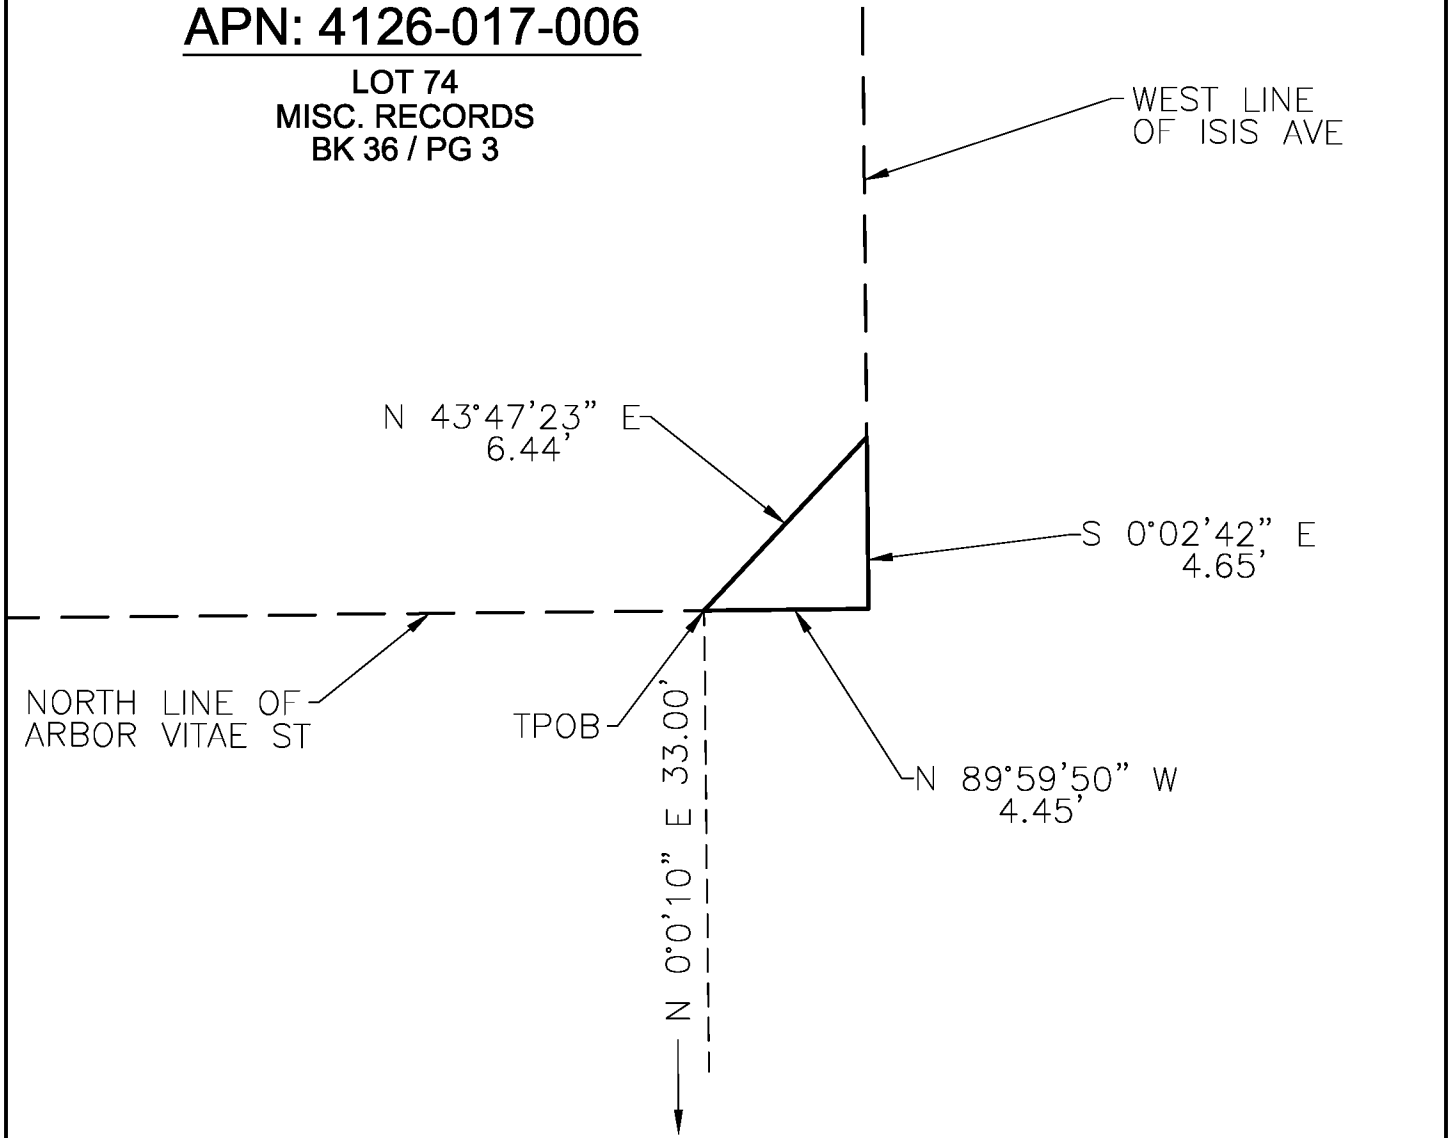 APN: 4126-017-006
LOT 74
MISC. RECORDS
BK 36 / PG 3
WEST LINE
OF ISIS AVE
N 43°47'23" E
6.44'
S 0°02'42" E
4.65'
NORTH LINE OF
ARBOR VITAE ST
TPOB
N 89°59'50" W
4.45'
N 0°0'10" E 33.00'